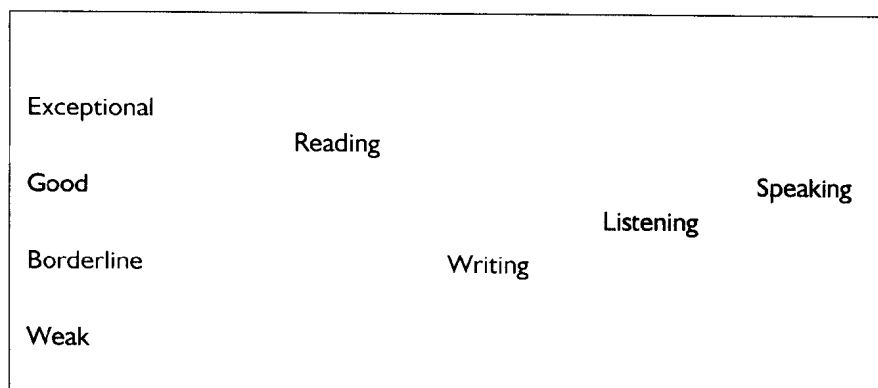 Exceptional
Reading
Good
Speaking
Listening
Borderline
Writing
Weak